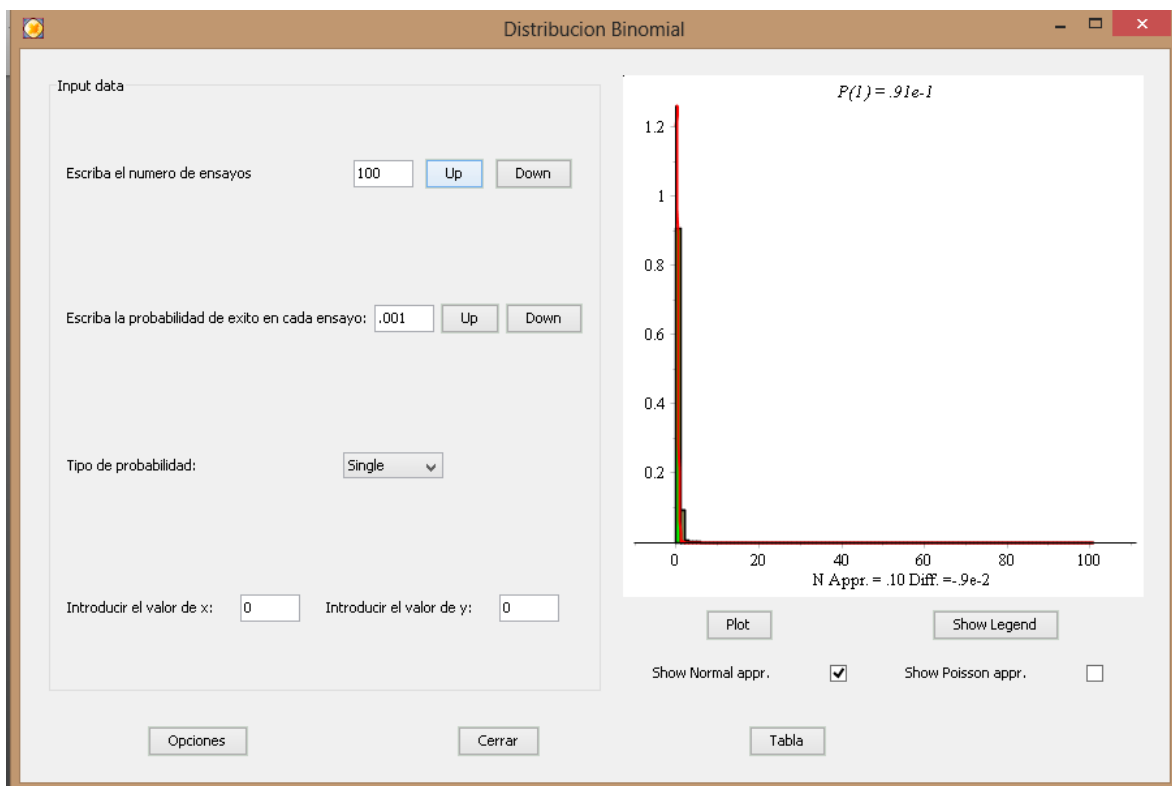 Distribucion Binomial
Input data
Escriba el numero de ensayos 100 Up Down
Escriba la probabilidad de exito en cada ensayo: .001 Up Down
Tipo de probabilidad: Single
Introducir el valor de x: 0 Introducir el valor de y: 0
P(1) = .91e-1
1.2
1
0.8
0.6
0.4
0.2
0 20 40 60 80 100
N Appr. = .10 Diff. =-.9e-2
Plot Show Legend
Show Normal appr. Show Poisson appr.
Opciones Cerrar Tabla